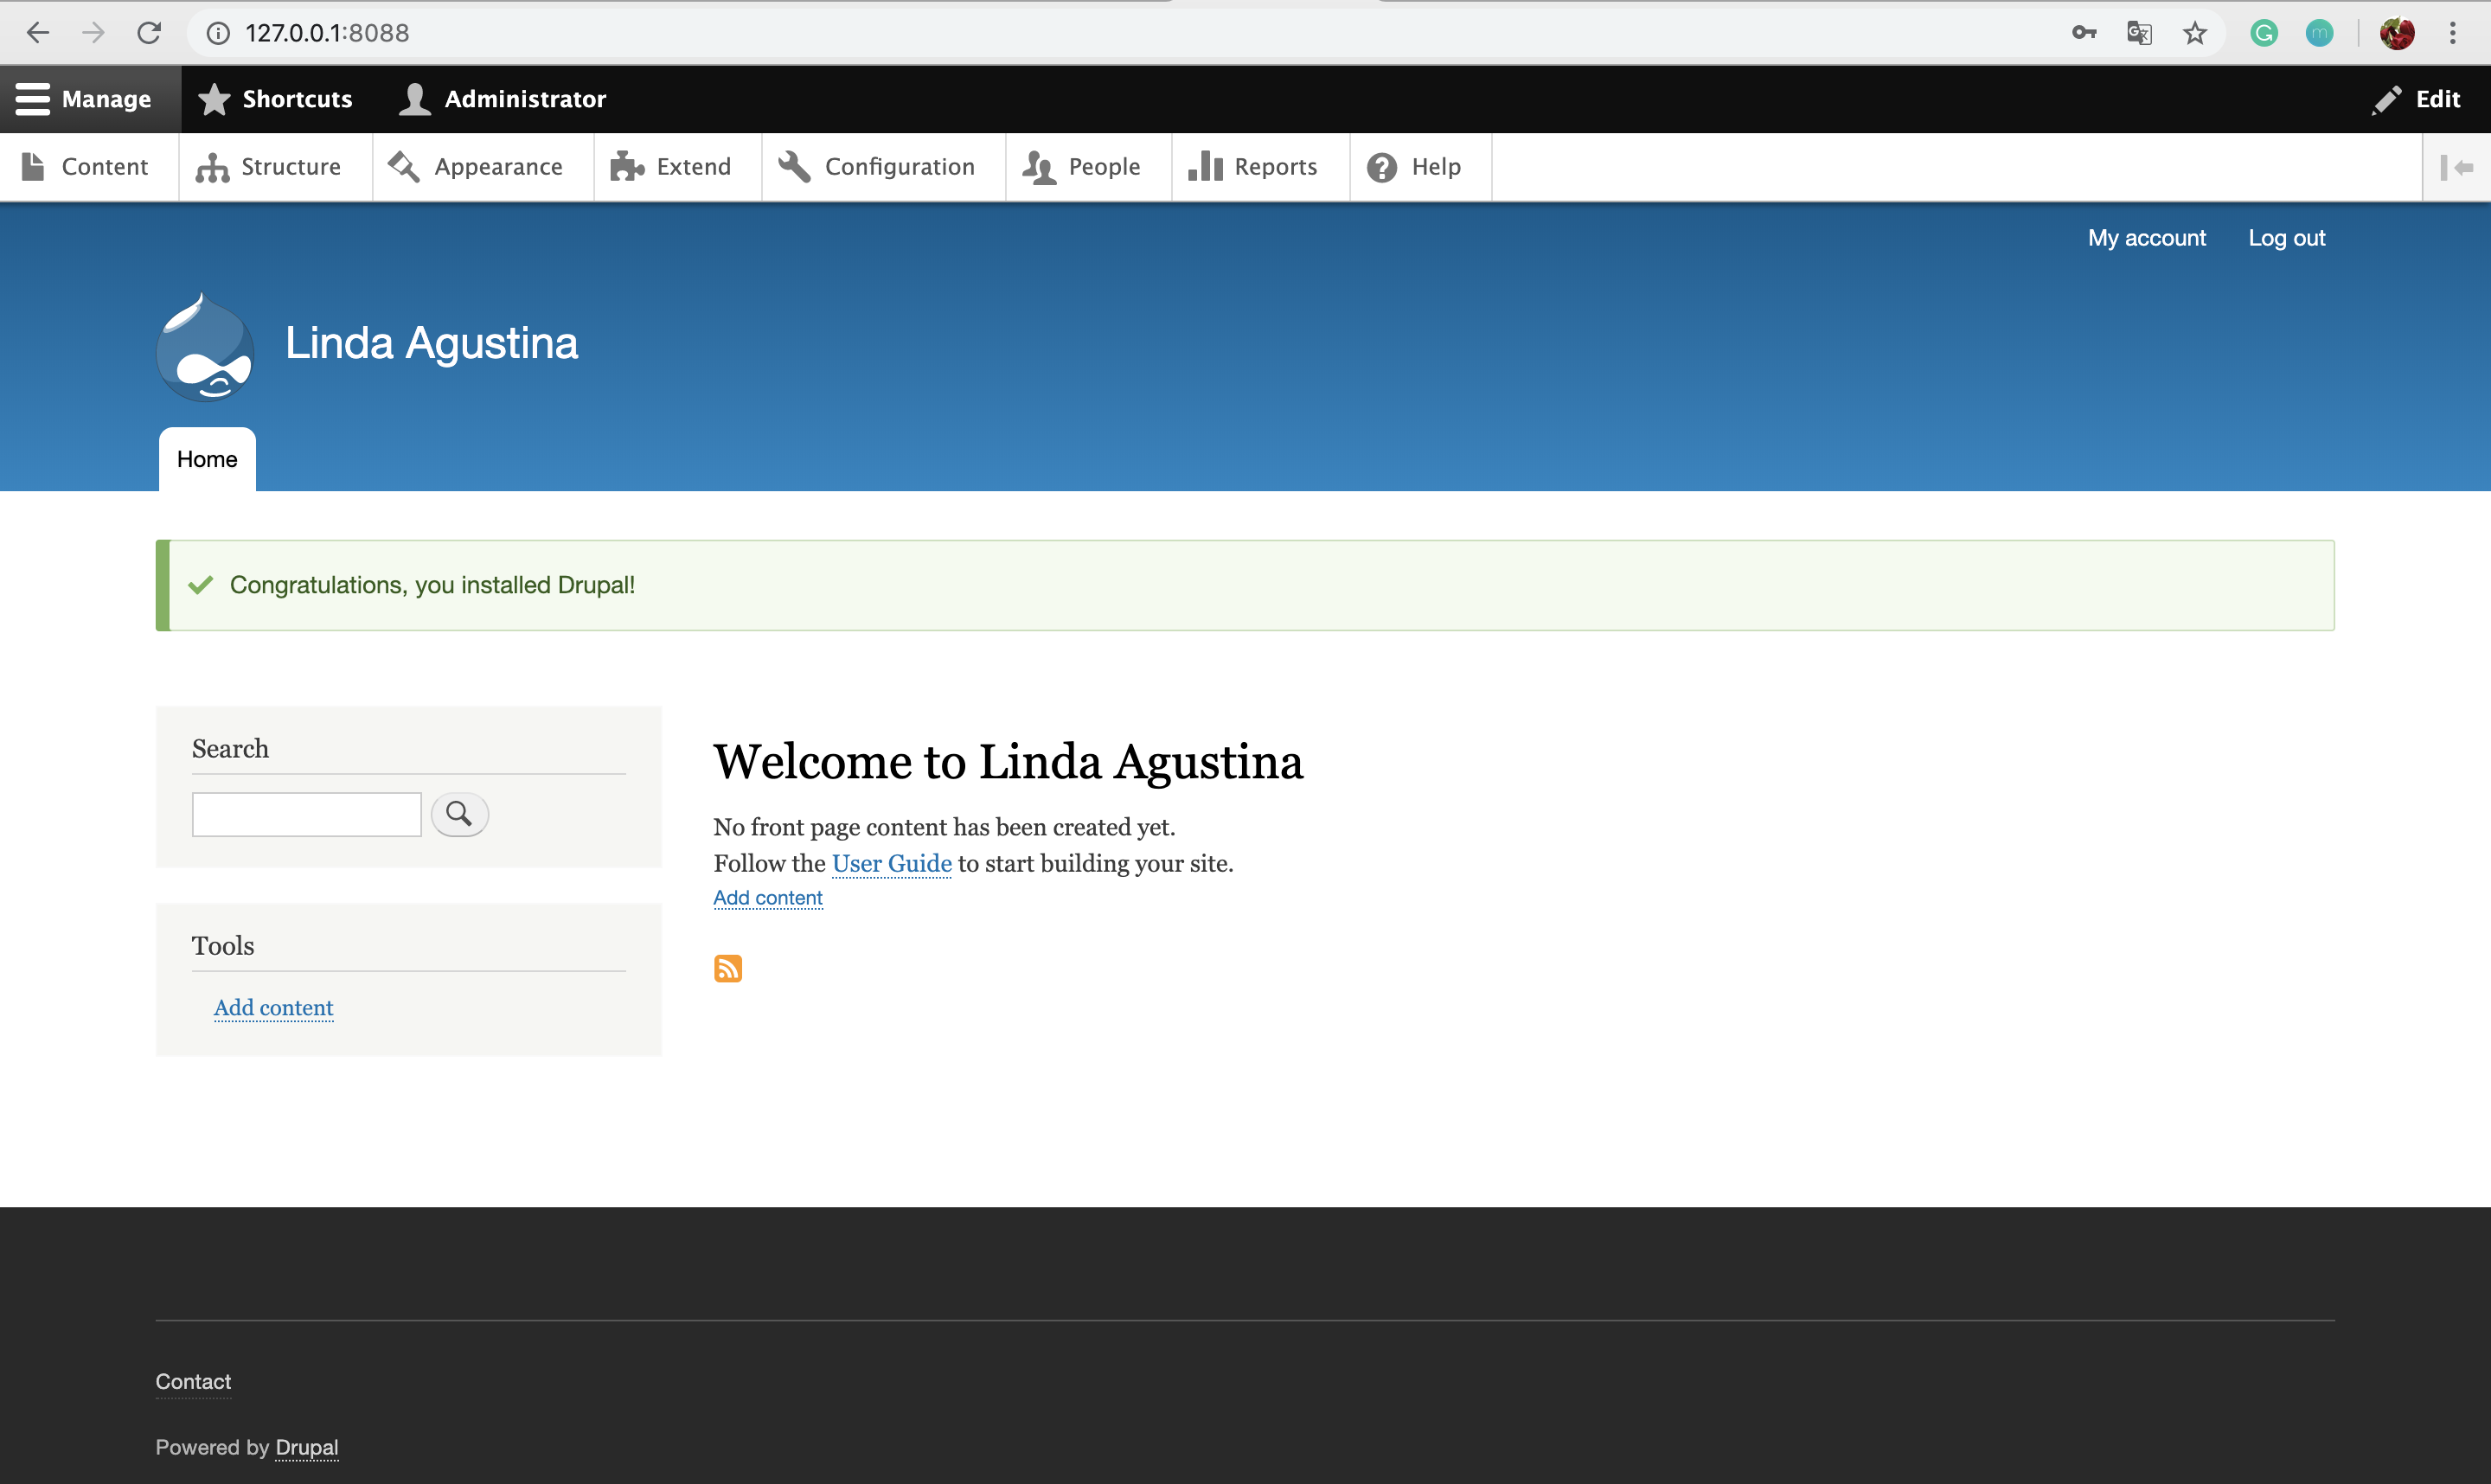 127.0.0.1:8088
Manage Shortcuts Administrator Edit
Content Structure Appearance Extend Configuration People Reports Help
My account Log out
Linda Agustina
Home
Congratulations, you installed Drupal!
Search
Welcome to Linda Agustina
No front page content has been created yet.
Follow the User Guide to start building your site.
Add content
Tools
Add content
Contact
Powered by Drupal